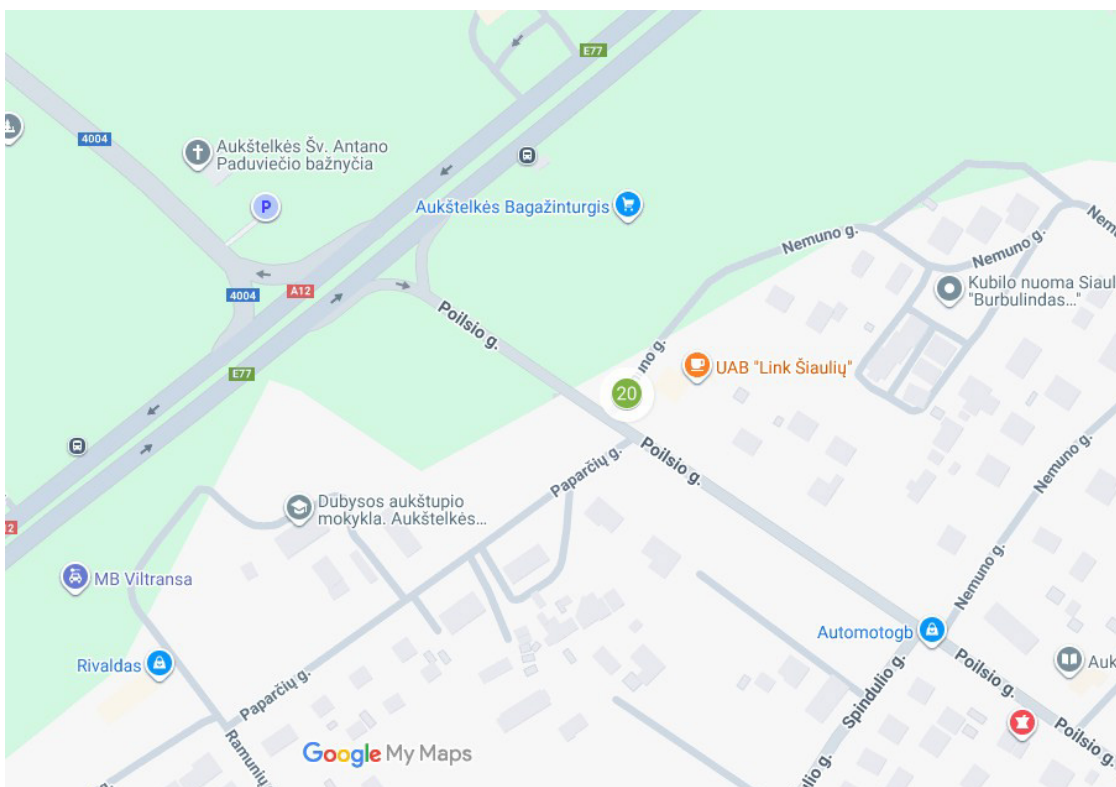 E77
4004
Aukštelkės Šv. Antano
Paduviečio bažnyčia
P
Aukštelkės Bagažinturgis
Nemuno g.
Nemuno g.
Kubilo nuoma Siaul
"Burbulindas..."
4004
A12
Poilsio g.
E77
UAB "Link Šiaulių"
20
Poilsio g.
Paparčių g.
Nemuno g.
Dubysos aukštupio
mokykla. Aukštelkės...
MB Viltransa
Nemuno g.
Automotogb
Rivaldas
Spindulio g.
Poilsio g.
Paparčių g.
Poilsio g.
Google My Maps